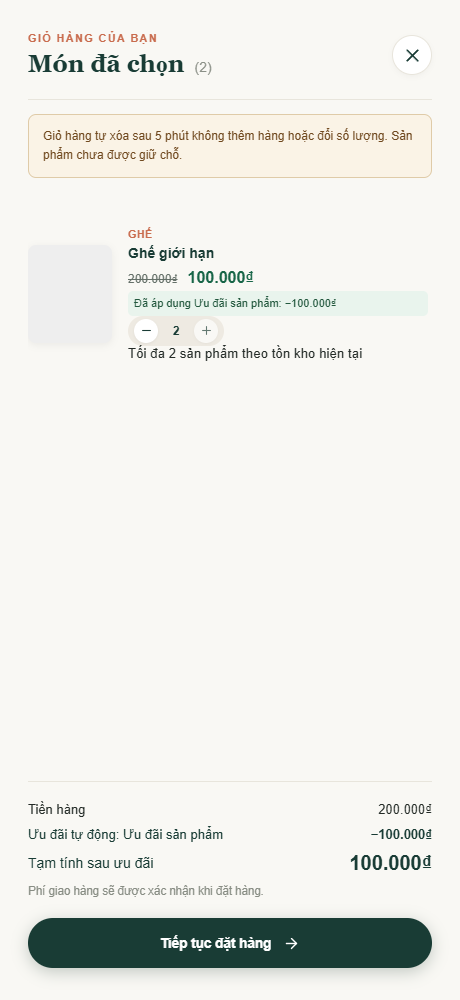 GIỎ HÀNG CỦA BẠN
Món đã chọn (2)
Giỏ hàng tự xóa sau 5 phút không thêm hàng hoặc đổi số lượng. Sản
phẩm chưa được giữ chỗ.
GHẾ
Ghế giới hạn
200.000₫ 100.000₫
Đã áp dụng Ưu đãi sản phẩm: −100.000₫
− 2 +
Tối đa 2 sản phẩm theo tồn kho hiện tại
Tiền hàng 200.000₫
Ưu đãi tự động: Ưu đãi sản phẩm −100.000₫
Tạm tính sau ưu đãi 100.000₫
Phí giao hàng sẽ được xác nhận khi đặt hàng.
Tiếp tục đặt hàng →